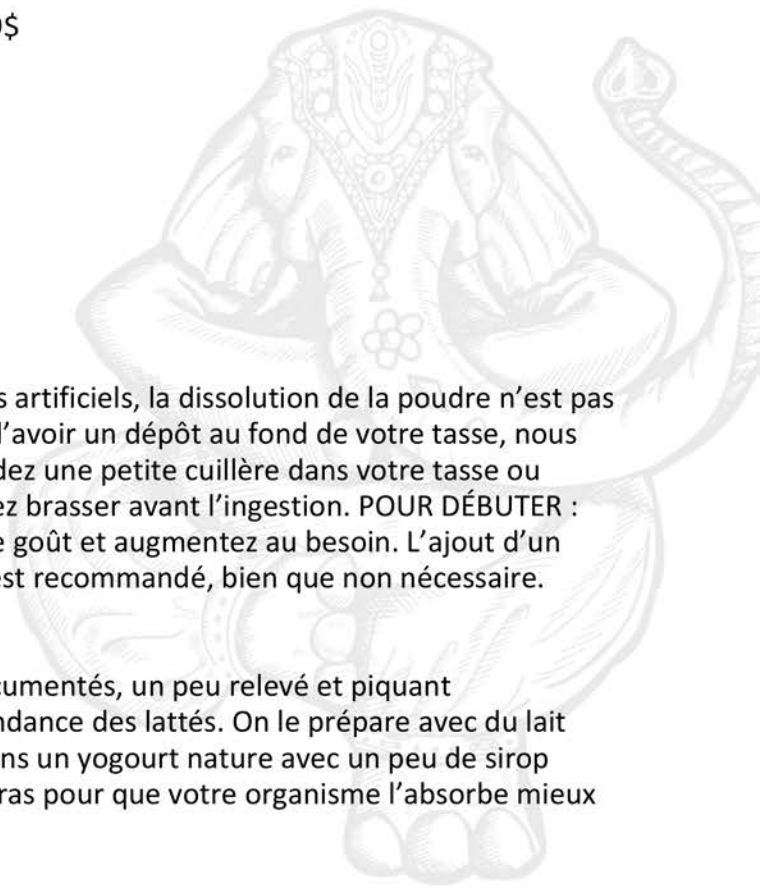 $
s artificiels, la dissolution de la poudre n’est pas
d’avoir un dépôt au fond de votre tasse, nous
dez une petite cuillère dans votre tasse ou
ez brasser avant l’ingestion. POUR DÉBUTER :
e goût et augmentez au besoin. L’ajout d’un
est recommandé, bien que non nécessaire.
cumentés, un peu relevé et piquant
ndance des lattés. On le prépare avec du lait
ns un yogourt nature avec un peu de sirop
ras pour que votre organisme l’absorbe mieux